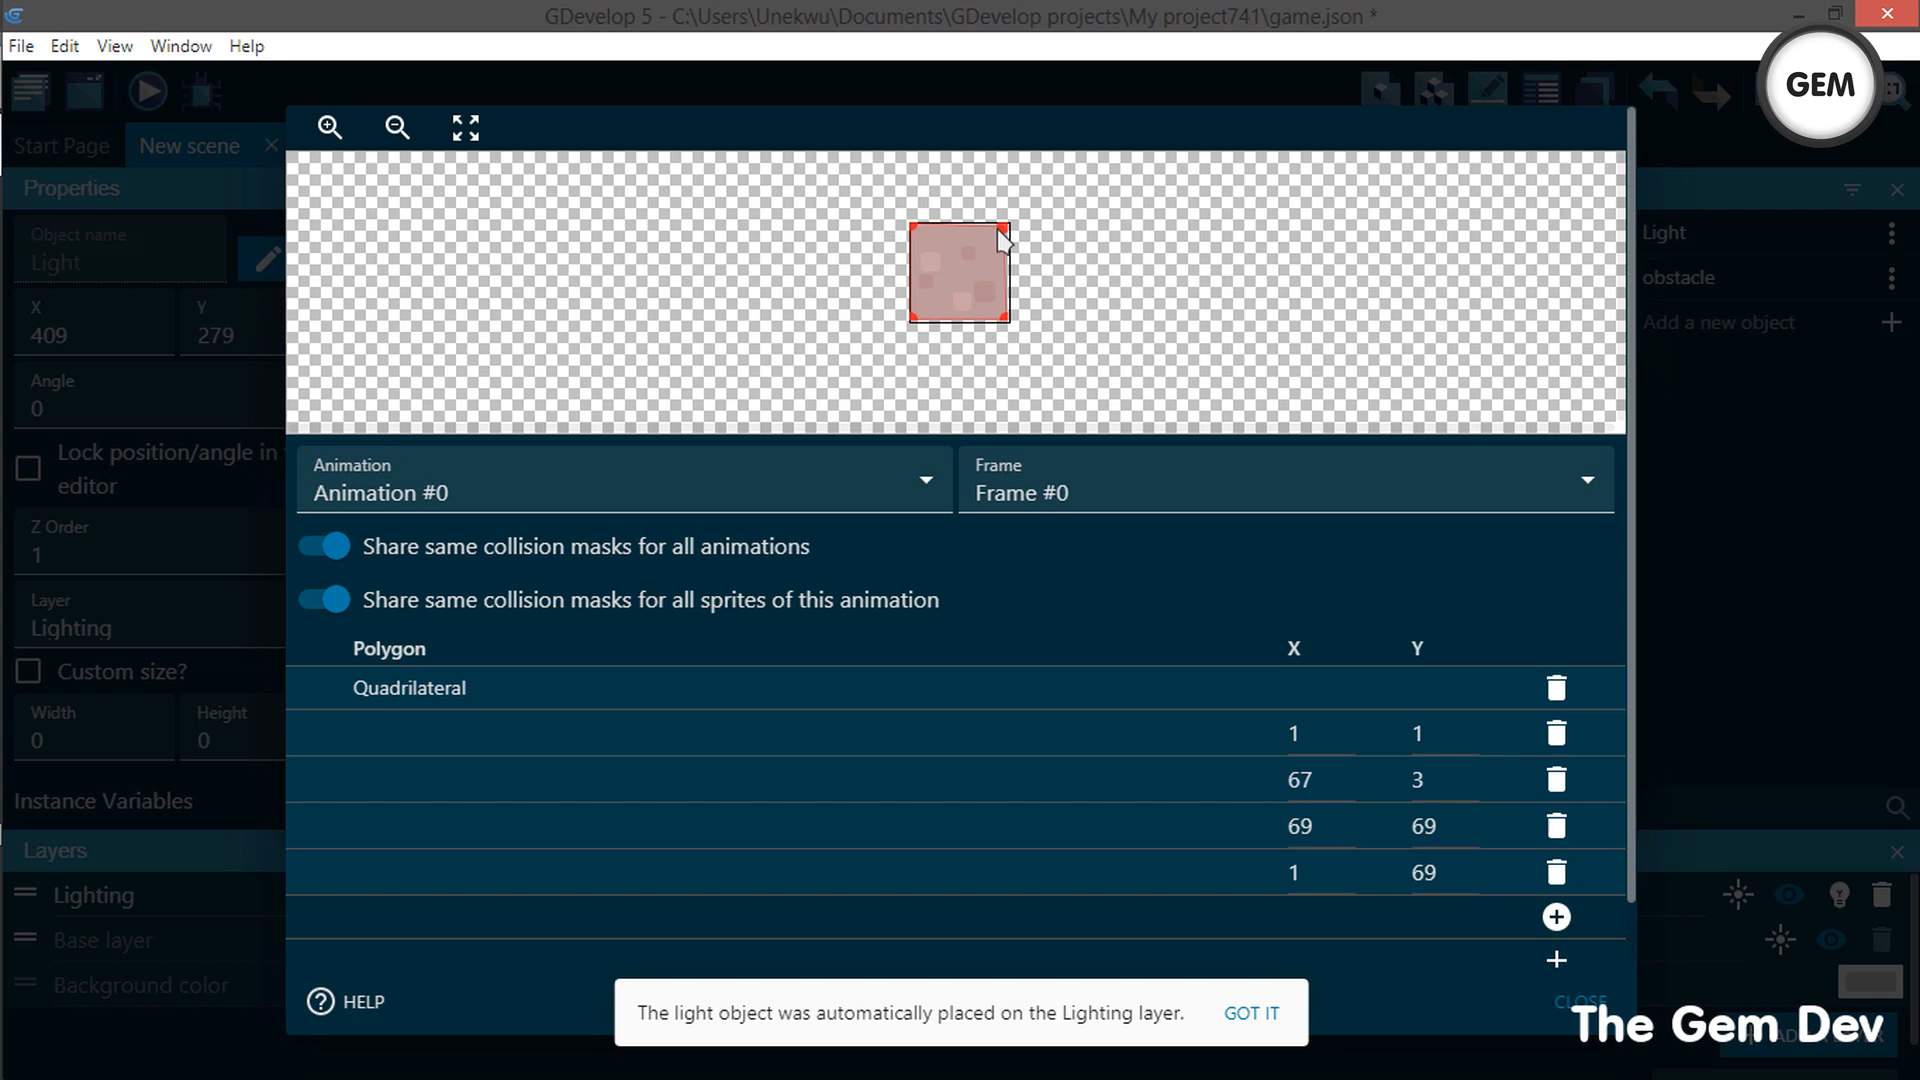 GDevelop 5 - C:\Users\Unekwu\Documents\GDevelop projects\My project741\game.json *
File Edit View Window Help
GEM
Start Page New scene
Properties
Object name
Light
X Y
409 279
Angle
0
Lock position/angle in
editor
Z Order
1
Layer
Lighting
Custom size?
Width Height
0 0
Instance Variables
Layers
Lighting
Base layer
Background color
Animation
Animation #0
Frame
Frame #0
Share same collision masks for all animations
Share same collision masks for all sprites of this animation
Polygon X Y
Quadrilateral
1 1
67 3
69 69
1 69
HELP
The light object was automatically placed on the Lighting layer. GOT IT
CLOSE
Light
obstacle
Add a new object
The Gem Dev